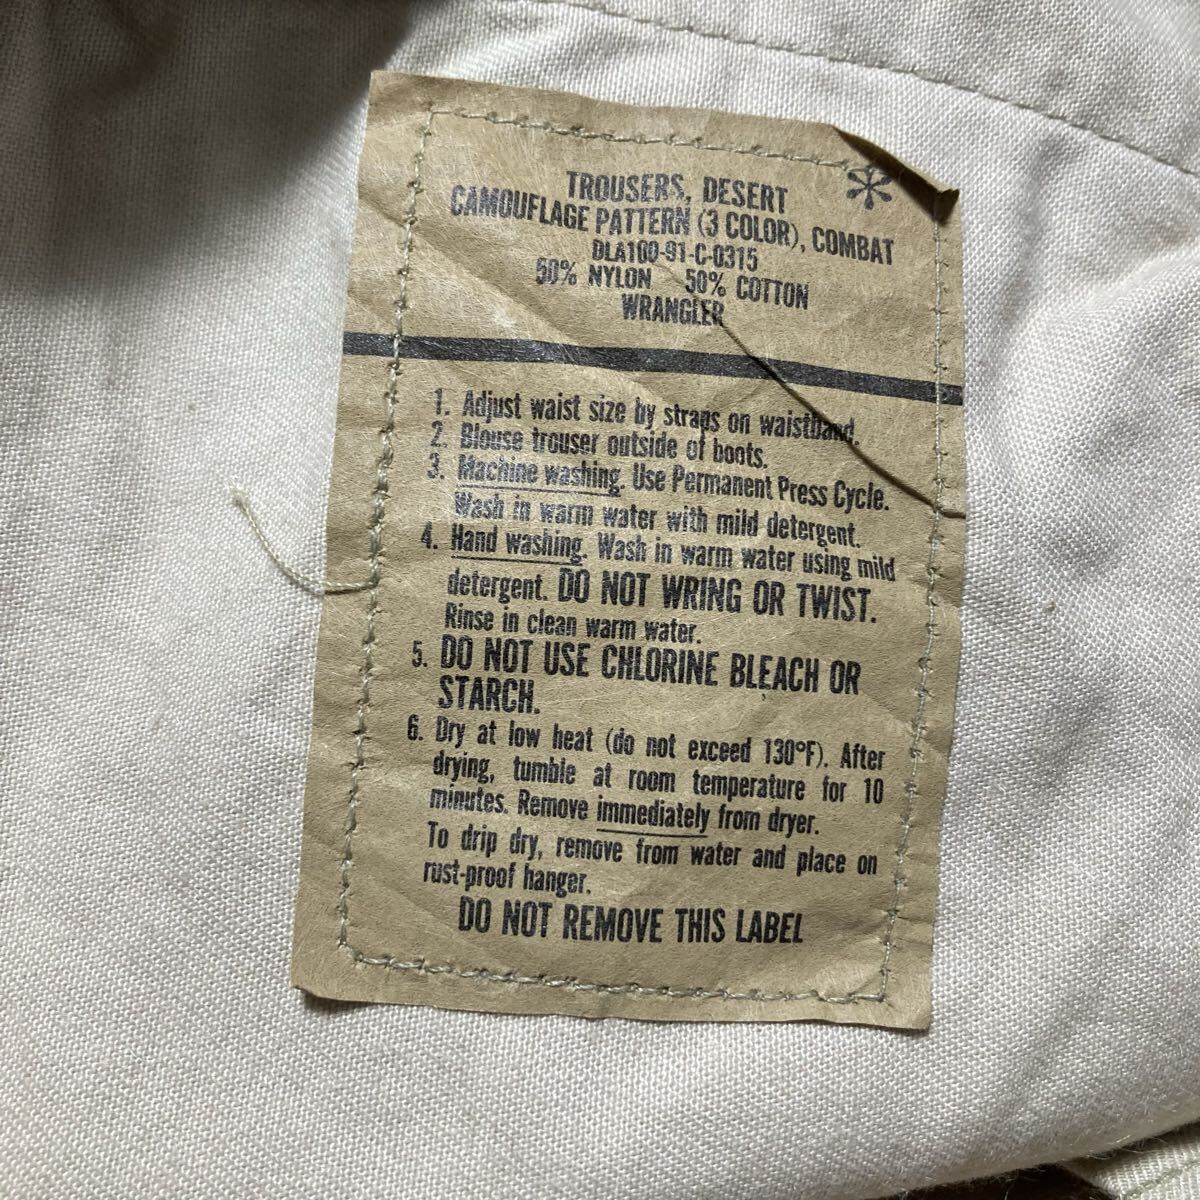 TROUSERS, DESERT
CAMOUFLAGE PATTERN (3 COLOR), COMBAT
DLA100-91-C-0315
50% NYLON 50% COTTON
WRANGLER
1. Adjust waist size by straps on waistband.
2. Blouse trouser outside of boots.
3. Machine washing. Use Permanent Press Cycle.
Wash in warm water with mild detergent.
4. Hand washing. Wash in warm water using mild
detergent. DO NOT WRING OR TWIST.
Rinse in clean warm water.
5. DO NOT USE CHLORINE BLEACH OR
STARCH.
6. Dry at low heat (do not exceed 130°F). After
drying, tumble at room temperature for 10
minutes. Remove immediately from dryer.
To drip dry, remove from water and place on
rust-proof hanger.
DO NOT REMOVE THIS LABEL